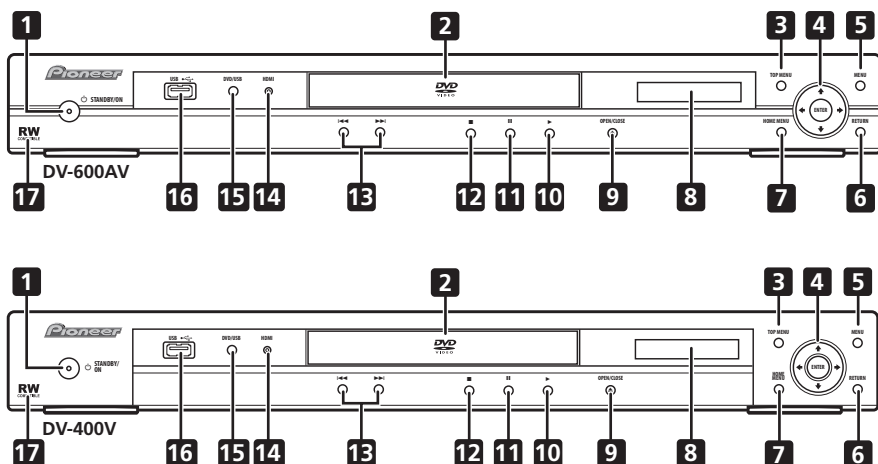 1 2 3 4 5
Pioneer
USB DVD/USB HDMI
DVD
VIDEO
TOP MENU MENU
STANDBY/ON
ENTER
RW
COMPATIBLE
OPEN/CLOSE
HOME MENU RETURN
DV-600AV
17 16 15 14 13 12 11 10 9 8 7 6
1 2 3 4 5
Pioneer
USB DVD/USB HDMI
DVD
VIDEO
TOP MENU MENU
STANDBY/
ON
ENTER
RW
COMPATIBLE
OPEN/CLOSE
HOME
MENU
RETURN
DV-400V
17 16 15 14 13 12 11 10 9 8 7 6